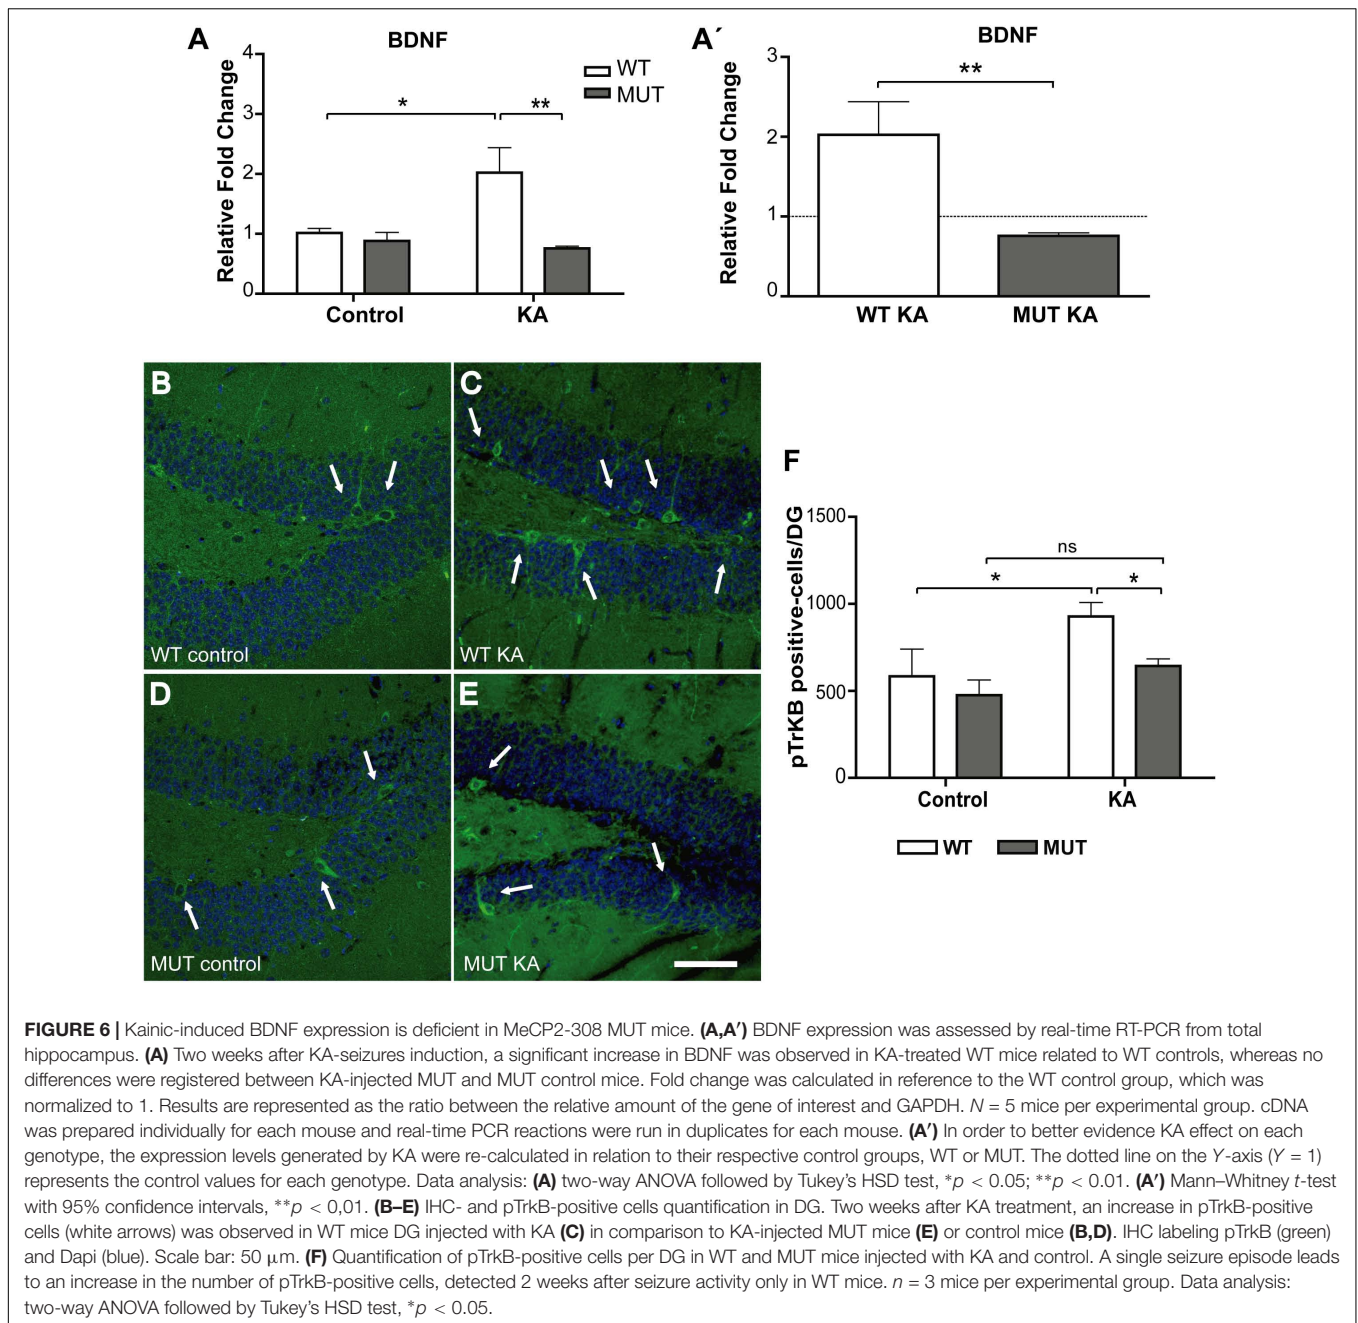 A
BDNF
4
3
2
1
0
Relative Fold Change
WT
MUT
*
**
Control
KA
A´
BDNF
3
2
1
0
Relative Fold Change
**
WT KA
MUT KA
B
WT control
C
WT KA
D
MUT control
E
MUT KA
F
1500
1000
500
0
pTrKB positive-cells/DG
ns
*
*
Control
KA
WT
MUT
FIGURE 6 | Kainic-induced BDNF expression is deficient in MeCP2-308 MUT mice. (A,A′) BDNF expression was assessed by real-time RT-PCR from total
hippocampus. (A) Two weeks after KA-seizures induction, a significant increase in BDNF was observed in KA-treated WT mice related to WT controls, whereas no
differences were registered between KA-injected MUT and MUT control mice. Fold change was calculated in reference to the WT control group, which was
normalized to 1. Results are represented as the ratio between the relative amount of the gene of interest and GAPDH. N = 5 mice per experimental group. cDNA
was prepared individually for each mouse and real-time PCR reactions were run in duplicates for each mouse. (A′) In order to better evidence KA effect on each
genotype, the expression levels generated by KA were re-calculated in relation to their respective control groups, WT or MUT. The dotted line on the Y-axis (Y = 1)
represents the control values for each genotype. Data analysis: (A) two-way ANOVA followed by Tukey's HSD test, *p < 0.05; **p < 0.01. (A′) Mann–Whitney t-test
with 95% confidence intervals, **p < 0,01. (B–E) IHC- and pTrkB-positive cells quantification in DG. Two weeks after KA treatment, an increase in pTrkB-positive
cells (white arrows) was observed in WT mice DG injected with KA (C) in comparison to KA-injected MUT mice (E) or control mice (B,D). IHC labeling pTrkB (green)
and Dapi (blue). Scale bar: 50 μm. (F) Quantification of pTrkB-positive cells per DG in WT and MUT mice injected with KA and control. A single seizure episode leads
to an increase in the number of pTrkB-positive cells, detected 2 weeks after seizure activity only in WT mice. n = 3 mice per experimental group. Data analysis:
two-way ANOVA followed by Tukey's HSD test, *p < 0.05.